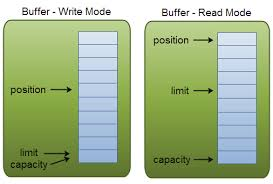 Buffer - Write Mode
position
limit
capacity
Buffer - Read Mode
position
limit
capacity